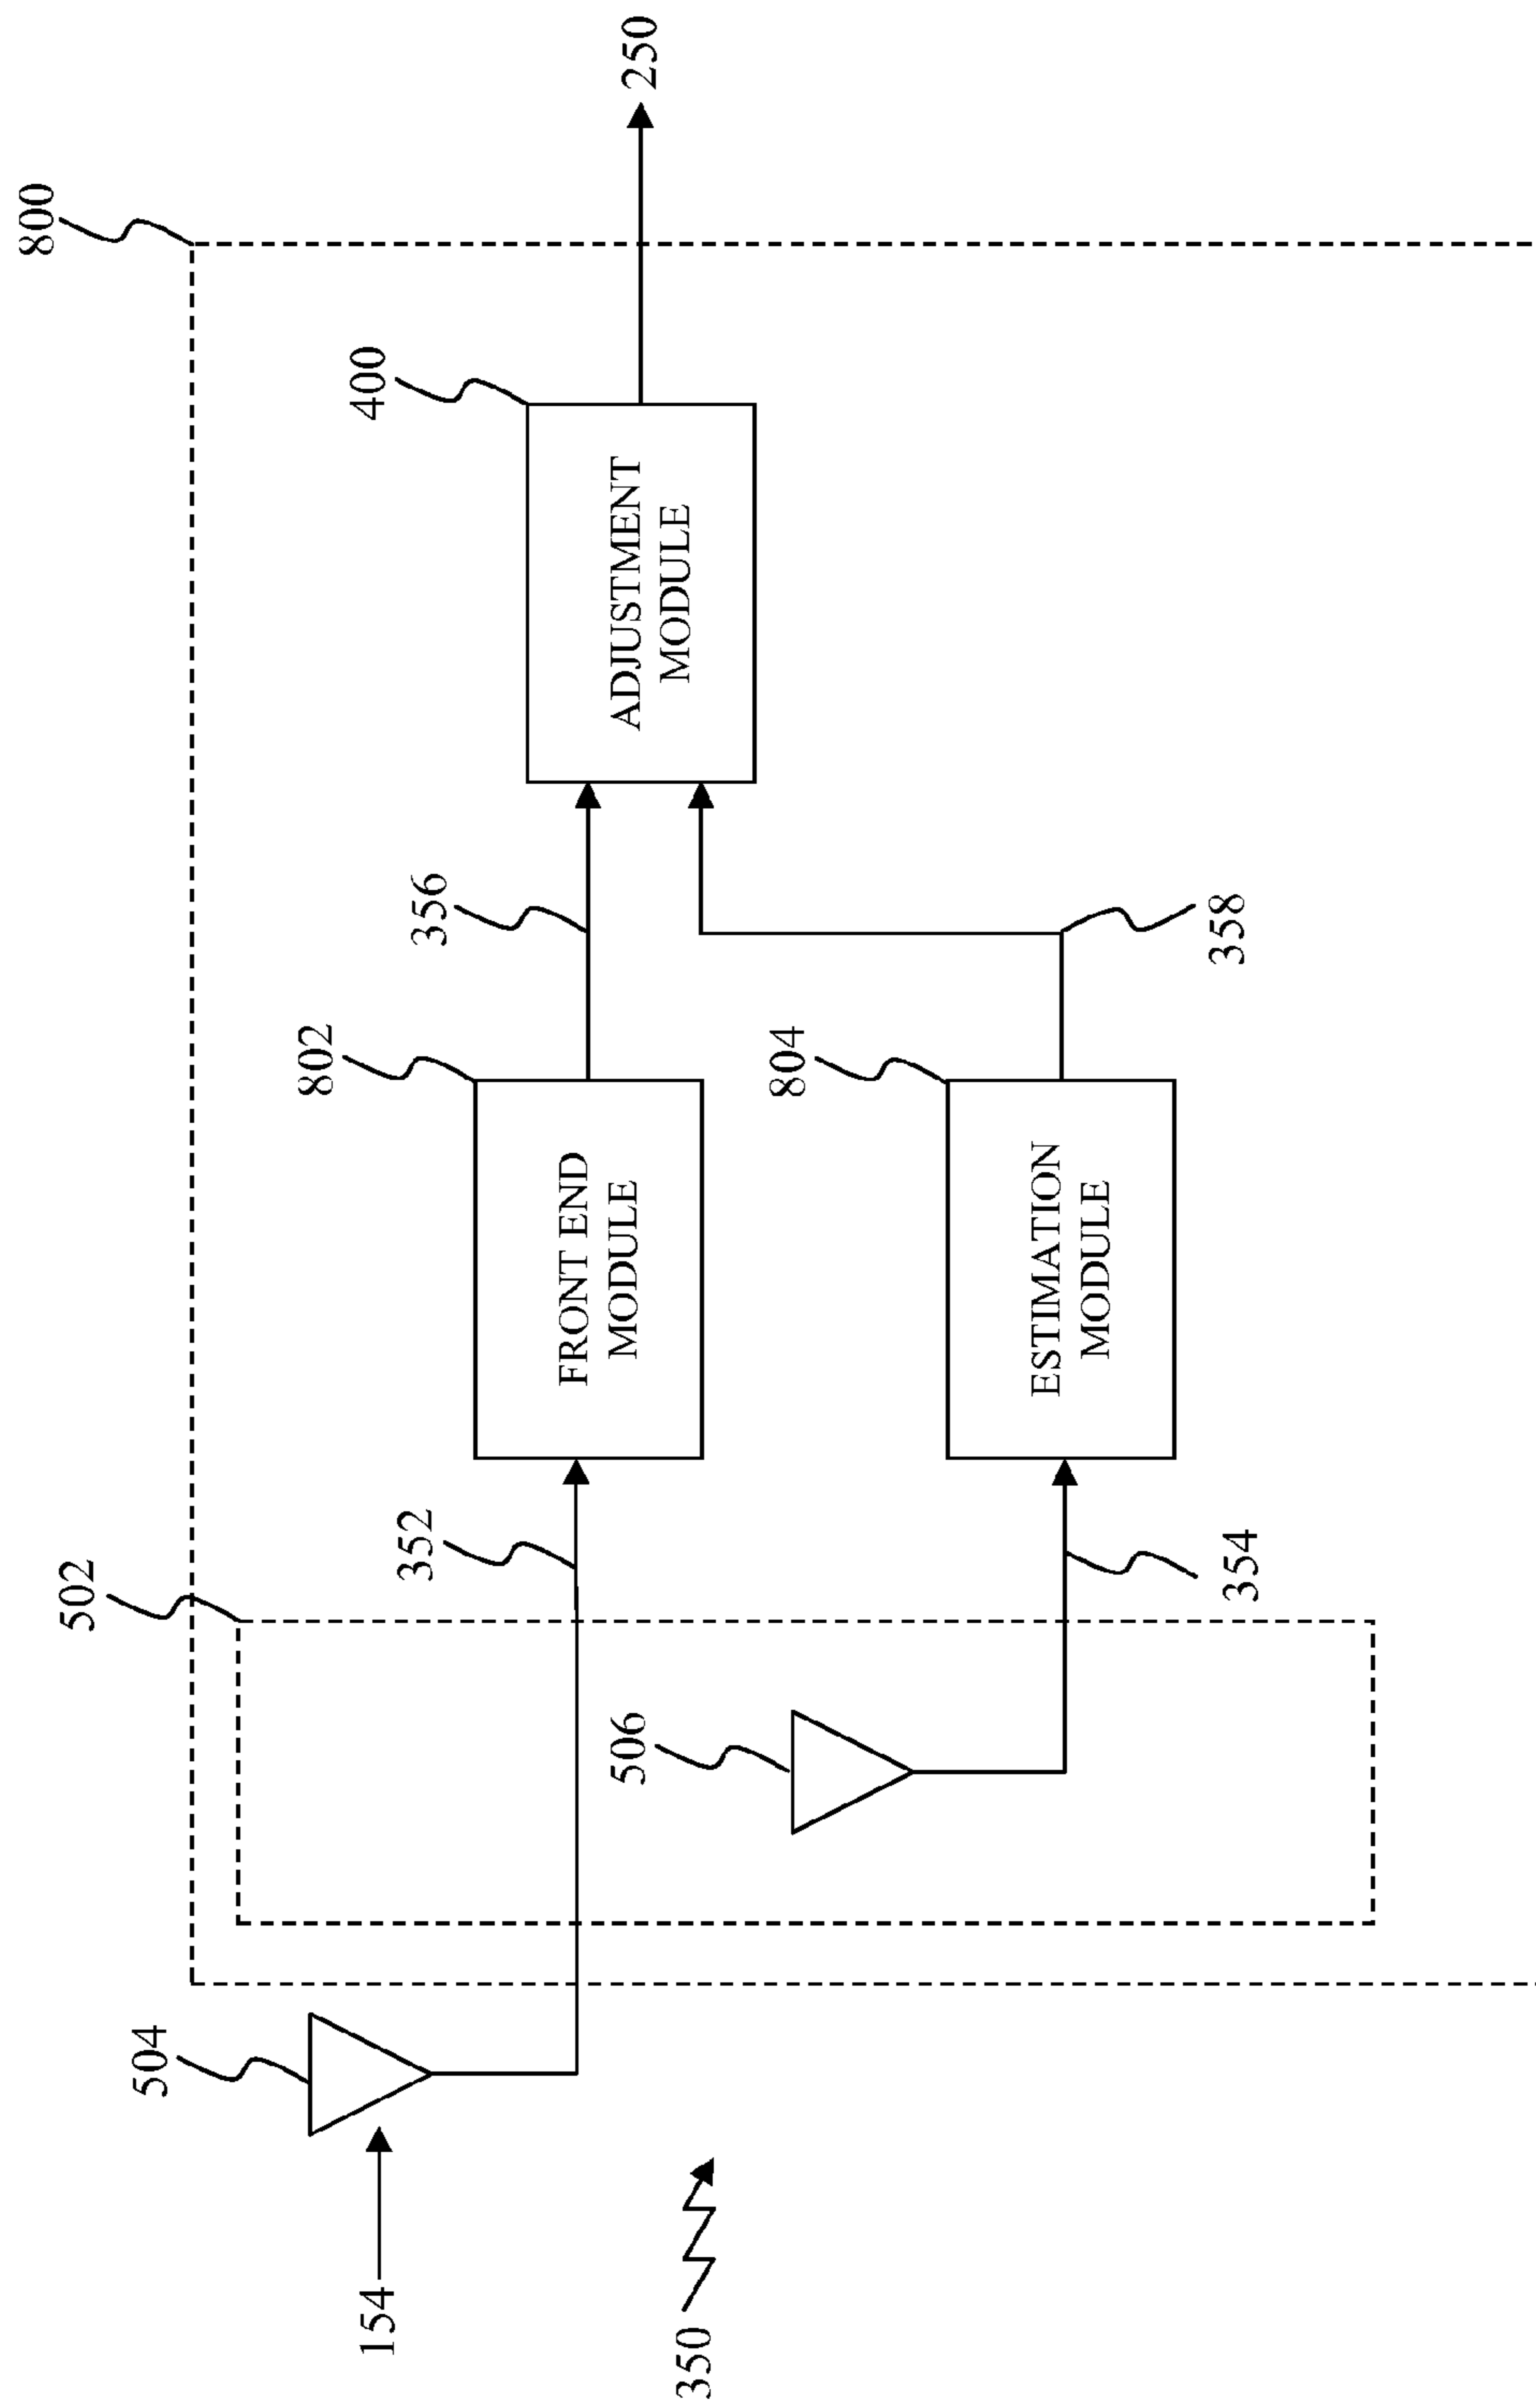 800
502
504
400
250
356
802
352
ADJUSTMENT
MODULE
154
506
804
FRONT END
MODULE
350
358
ESTIMATION
MODULE
354